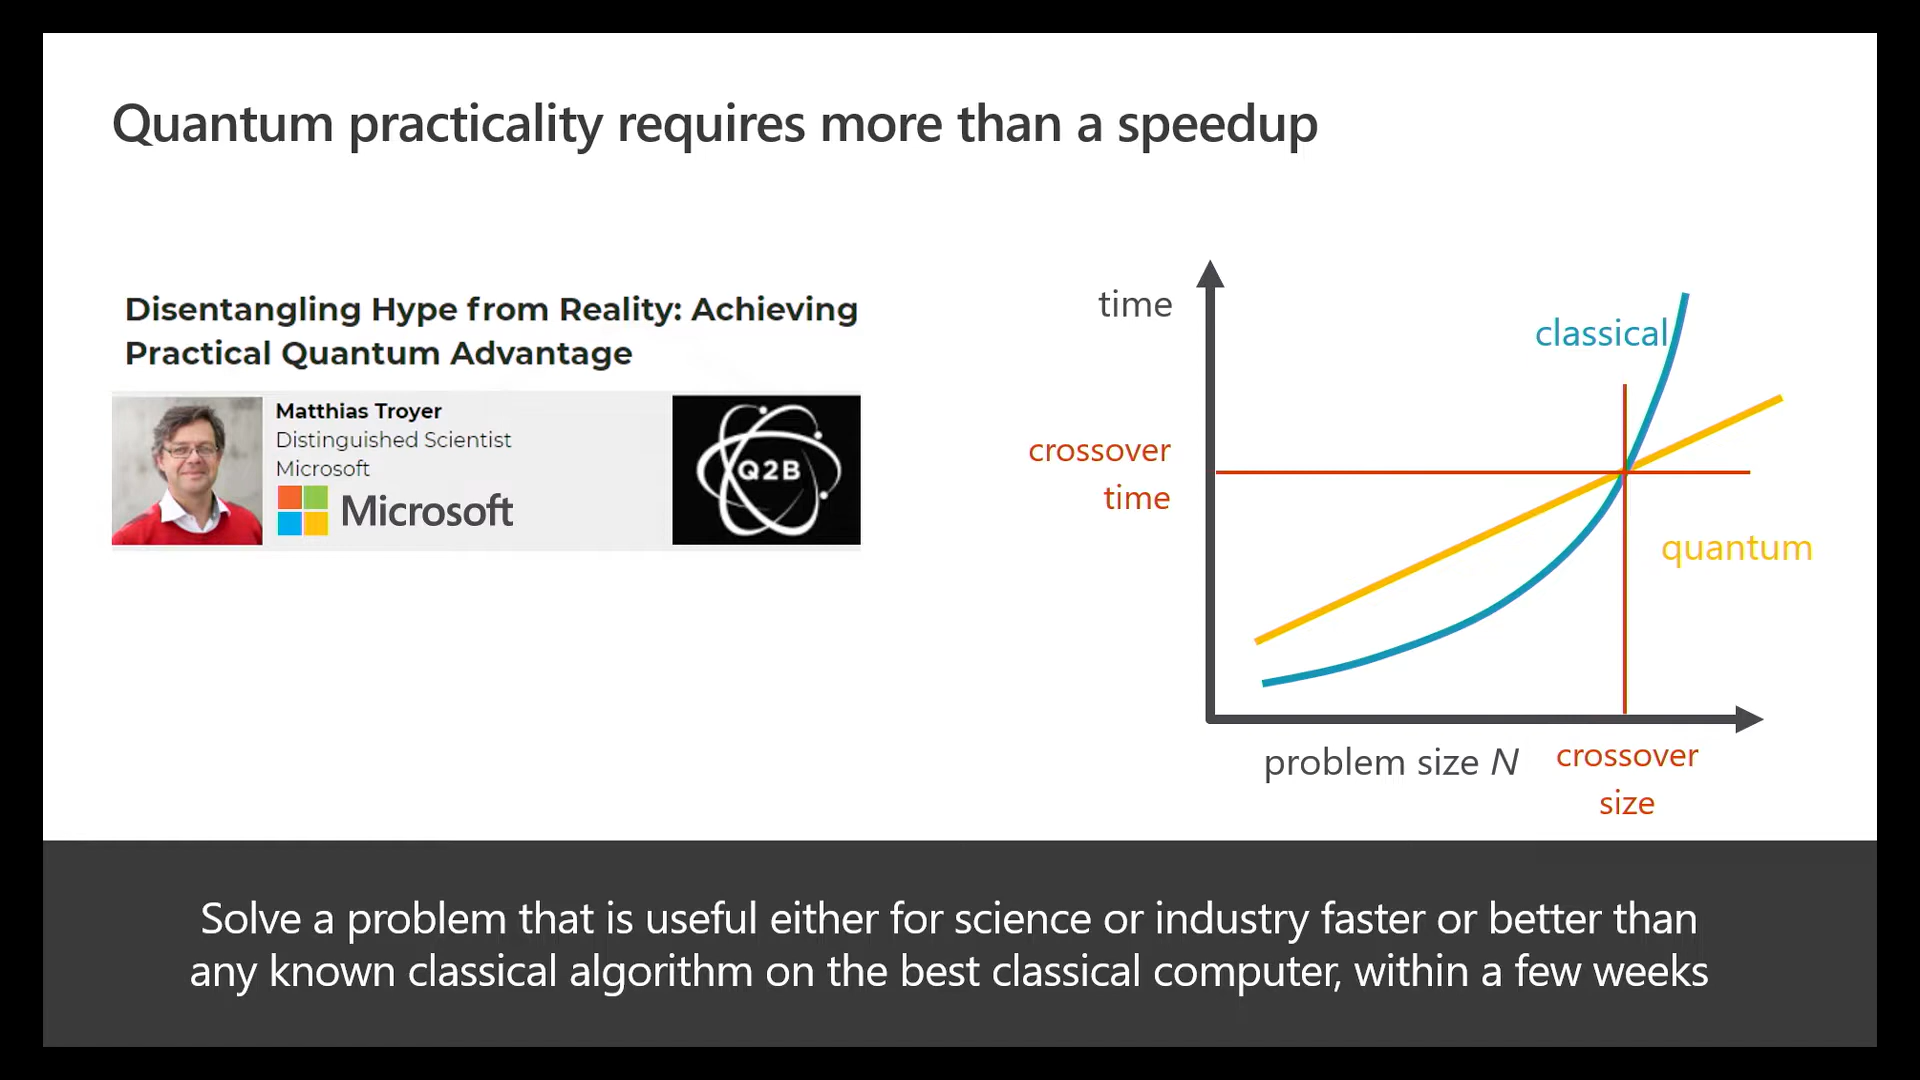 Quantum practicality requires more than a speedup
Disentangling Hype from Reality: Achieving
Practical Quantum Advantage
Matthias Troyer
Distinguished Scientist
Microsoft
Microsoft
Q2B
time
classical
crossover
time
quantum
problem size N
crossover
size
Solve a problem that is useful either for science or industry faster or better than
any known classical algorithm on the best classical computer, within a few weeks